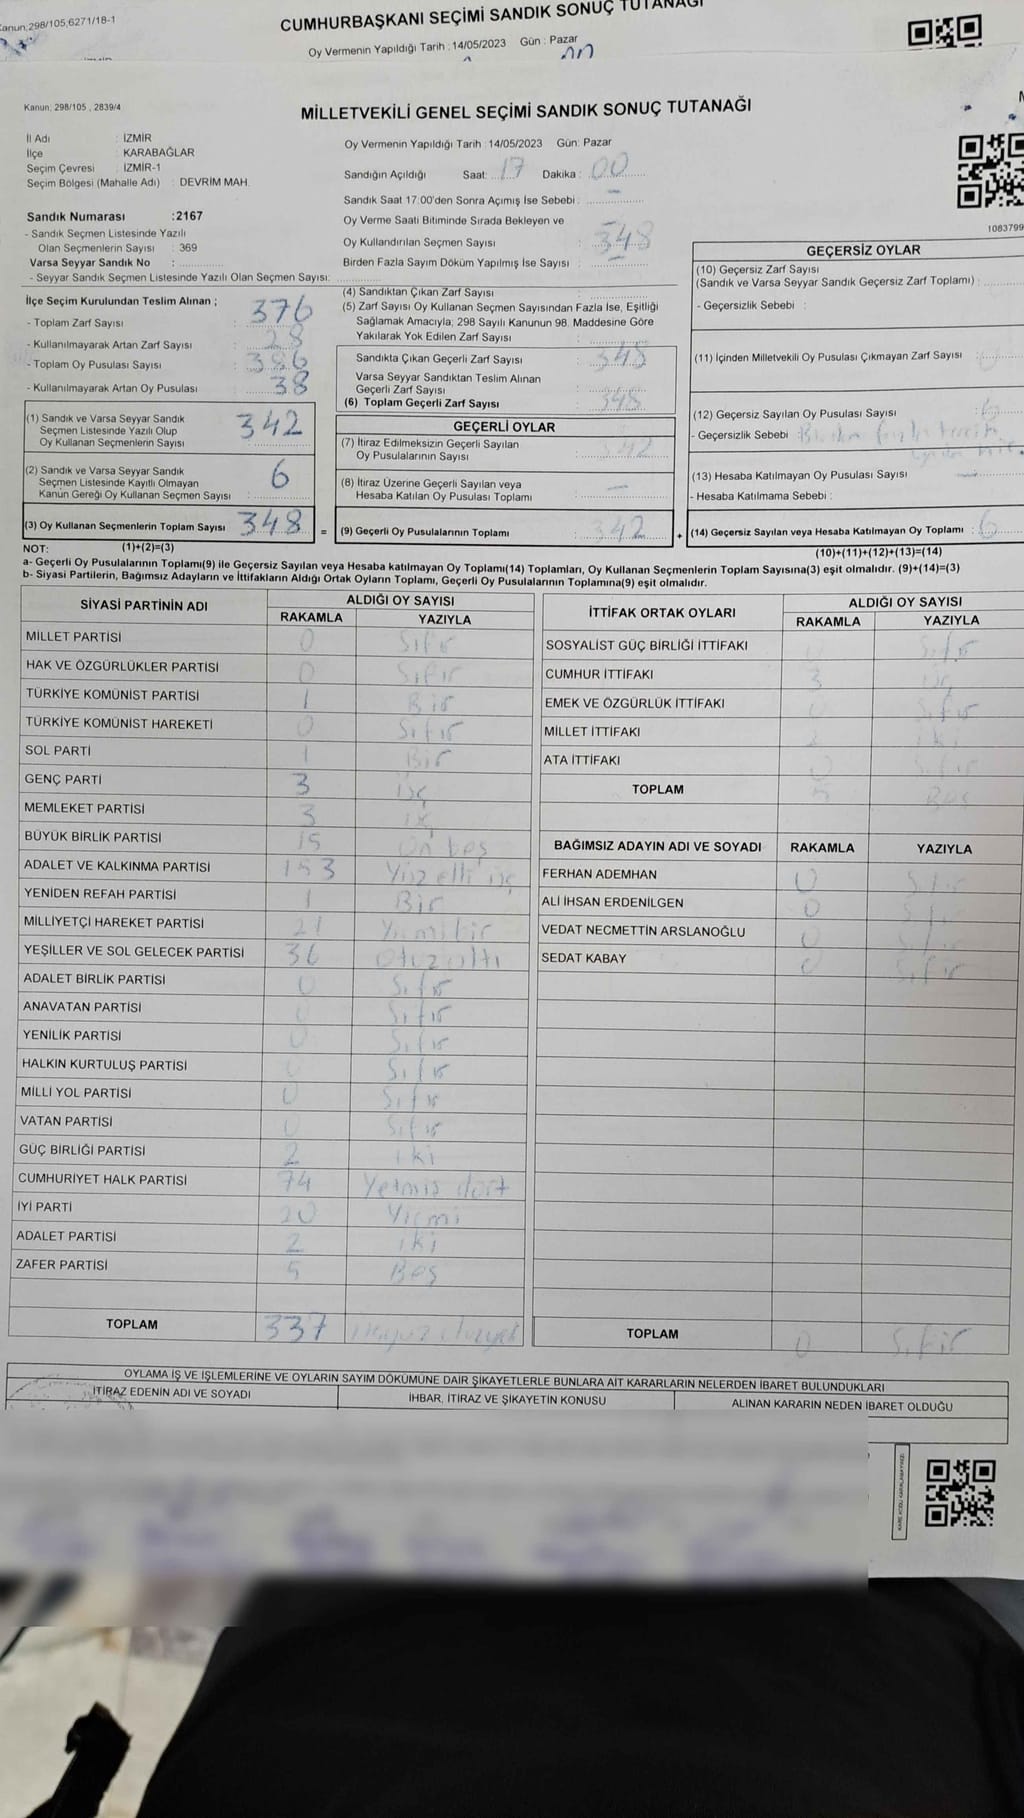 Kanun:298/105,6271/18-1
CUMHURBAŞKANI SEÇİMİ SANDIK SONUÇ TUTANAĞI
Oy Vermenin Yapıldığı Tarih : 14/05/2023 Gün : Pazar
Kanun; 298/105 , 2839/4
MİLLETVEKİLİ GENEL SEÇİMİ SANDIK SONUÇ TUTANAĞI
İl Adı : İZMİR
İlçe : KARABAĞLAR
Seçim Çevresi : İZMİR-1
Seçim Bölgesi (Mahalle Adı) : DEVRİM MAH.
Sandık Numarası :2167
- Sandık Seçmen Listesinde Yazılı
Olan Seçmenlerin Sayısı : 369
Varsa Seyyar Sandık No :
- Seyyar Sandık Seçmen Listesinde Yazılı Olan Seçmen Sayısı:
Oy Vermenin Yapıldığı Tarih : 14/05/2023 Gün: Pazar
Sandığın Açıldığı Saat: 17 Dakika : 00
Sandık Saat 17:00'den Sonra Açımış İse Sebebi :
Oy Verme Saati Bitiminde Sırada Bekleyen ve
Oy Kullandırılan Seçmen Sayısı : 348
Birden Fazla Sayım Döküm Yapılmış İse Sayısı :
1083799
İlçe Seçim Kurulundan Teslim Alınan ;
- Toplam Zarf Sayısı : 376
- Kullanılmayarak Artan Zarf Sayısı : 28
- Toplam Oy Pusulası Sayısı : 386
- Kullanılmayarak Artan Oy Pusulası : 38
(1) Sandık ve Varsa Seyyar Sandık
Seçmen Listesinde Yazılı Olup
Oy Kullanan Seçmenlerin Sayısı : 342
(2) Sandık ve Varsa Seyyar Sandık
Seçmen Listesinde Kayıtlı Olmayan
Kanun Gereği Oy Kullanan Seçmen Sayısı : 6
(3) Oy Kullanan Seçmenlerin Toplam Sayısı : 348 =
(4) Sandıktan Çıkan Zarf Sayısı :
(5) Zarf Sayısı Oy Kullanan Seçmen Sayısından Fazla İse, Eşitliği
Sağlamak Amacıyla; 298 Sayılı Kanunun 98. Maddesine Göre
Yakılarak Yok Edilen Zarf Sayısı :
Sandıkta Çıkan Geçerli Zarf Sayısı : 348
Varsa Seyyar Sandıktan Teslim Alınan
Geçerli Zarf Sayısı :
(6) Toplam Geçerli Zarf Sayısı : 348
GEÇERLİ OYLAR
(7) İtiraz Edilmeksizin Geçerli Sayılan
Oy Pusulalarının Sayısı : 342
(8) İtiraz Üzerine Geçerli Sayılan veya
Hesaba Katılan Oy Pusulası Toplamı : —
(9) Geçerli Oy Pusulalarının Toplamı : 342 +
GEÇERSİZ OYLAR
(10) Geçersiz Zarf Sayısı
(Sandık ve Varsa Seyyar Sandık Geçersiz Zarf Toplamı) :
- Geçersizlik Sebebi :
(11) İçinden Milletvekili Oy Pusulası Çıkmayan Zarf Sayısı :
(12) Geçersiz Sayılan Oy Pusulası Sayısı : 6
- Geçersizlik Sebebi : Birden fazla tercih
(13) Hesaba Katılmayan Oy Pusulası Sayısı : —
- Hesaba Katılmama Sebebi :
(14) Geçersiz Sayılan veya Hesaba Katılmayan Oy Toplamı : 6
NOT: (1)+(2)=(3) (10)+(11)+(12)+(13)=(14)
a- Geçerli Oy Pusulalarının Toplamı(9) ile Geçersiz Sayılan veya Hesaba katılmayan Oy Toplamı(14) Toplamları, Oy Kullanan Seçmenlerin Toplam Sayısına(3) eşit olmalıdır. (9)+(14)=(3)
b- Siyasi Partilerin, Bağımsız Adayların ve İttifakların Aldığı Ortak Oyların Toplamı, Geçerli Oy Pusulalarının Toplamına(9) eşit olmalıdır.
SİYASİ PARTİNİN ADI ALDIĞI OY SAYISI
RAKAMLA YAZIYLA
MİLLET PARTİSİ 0 Sıfır
HAK VE ÖZGÜRLÜKLER PARTİSİ 0 Sıfır
TÜRKİYE KOMÜNİST PARTİSİ 1 Bir
TÜRKİYE KOMÜNİST HAREKETİ 0 Sıfır
SOL PARTİ 1 Bir
GENÇ PARTİ 3 Üç
MEMLEKET PARTİSİ 3 Üç
BÜYÜK BİRLİK PARTİSİ 15 On beş
ADALET VE KALKINMA PARTİSİ 153 Yüz elli üç
YENİDEN REFAH PARTİSİ 1 Bir
MİLLİYETÇİ HAREKET PARTİSİ 21 Yirmi bir
YEŞİLLER VE SOL GELECEK PARTİSİ 36 Otuz altı
ADALET BİRLİK PARTİSİ 0 Sıfır
ANAVATAN PARTİSİ 0 Sıfır
YENİLİK PARTİSİ 0 Sıfır
HALKIN KURTULUŞ PARTİSİ 0 Sıfır
MİLLİ YOL PARTİSİ 0 Sıfır
VATAN PARTİSİ 0 Sıfır
GÜÇ BİRLİĞİ PARTİSİ 2 iki
CUMHURİYET HALK PARTİSİ 74 Yetmiş dört
İYİ PARTİ 20 Yirmi
ADALET PARTİSİ 2 iki
ZAFER PARTİSİ 5 Beş
TOPLAM 337
İTTİFAK ORTAK OYLARI ALDIĞI OY SAYISI
RAKAMLA YAZIYLA
SOSYALİST GÜÇ BİRLİĞİ İTTİFAKI 0 Sıfır
CUMHUR İTTİFAKI 3 Üç
EMEK VE ÖZGÜRLÜK İTTİFAKI 0 Sıfır
MİLLET İTTİFAKI 2 iki
ATA İTTİFAKI 0 Sıfır
TOPLAM 5 Beş
BAĞIMSIZ ADAYIN ADI VE SOYADI RAKAMLA YAZIYLA
FERHAN ADEMHAN 0 Sıfır
ALİ İHSAN ERDENİLGEN 0 Sıfır
VEDAT NECMETTİN ARSLANOĞLU 0 Sıfır
SEDAT KABAY 0 Sıfır
TOPLAM 0 Sıfır
OYLAMA İŞ VE İŞLEMLERİNE VE OYLARIN SAYIM DÖKÜMÜNE DAİR ŞİKAYETLERLE BUNLARA AİT KARARLARIN NELERDEN İBARET BULUNDUKLARI
İTİRAZ EDENİN ADI VE SOYADI İHBAR, İTİRAZ VE ŞİKAYETİN KONUSU ALINAN KARARIN NEDEN İBARET OLDUĞU